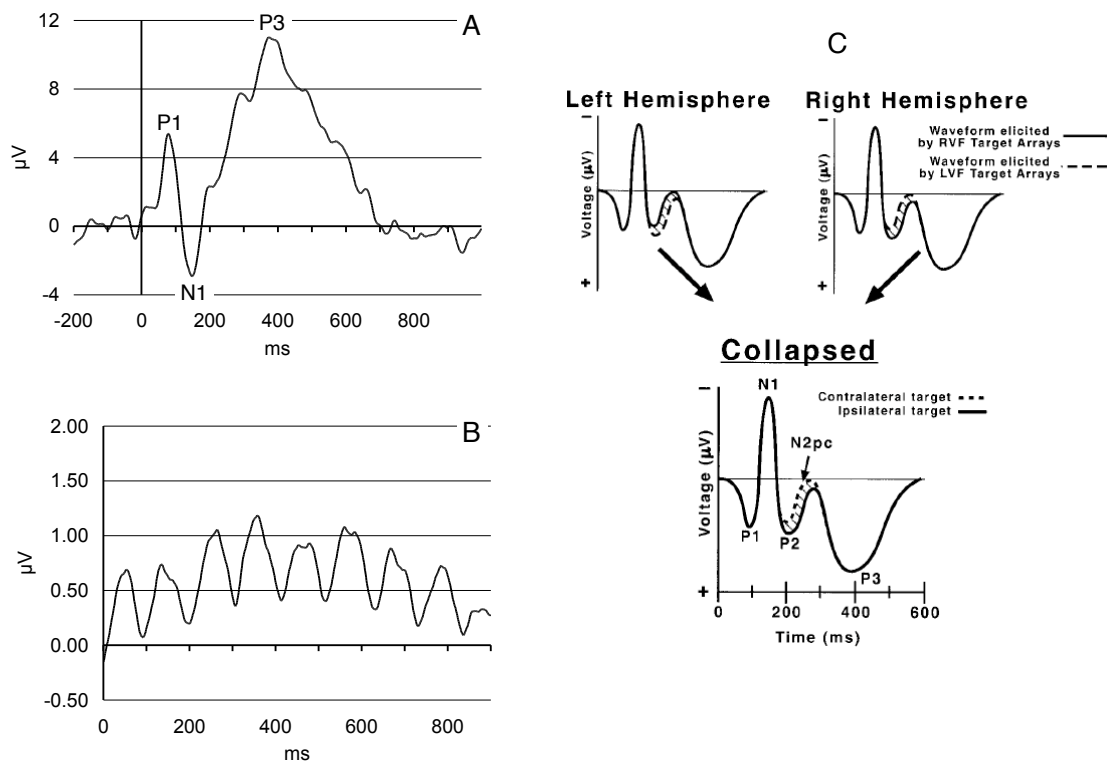 A
P3
P1
N1
12
8
4
0
-4
µV
-200
0
200
400
600
800
ms
B
2.00
1.50
1.00
0.50
0.00
-0.50
µV
0
200
400
600
800
ms
C
Left Hemisphere
−
Voltage (µV)
+
Right Hemisphere
−
Voltage (µV)
+
Waveform elicited
by RVF Target Arrays
Waveform elicited
by LVF Target Arrays
Collapsed
Contralateral target
Ipsilateral target
−
Voltage (µV)
+
N1
N2pc
P1
P2
P3
0
200
400
600
Time (ms)